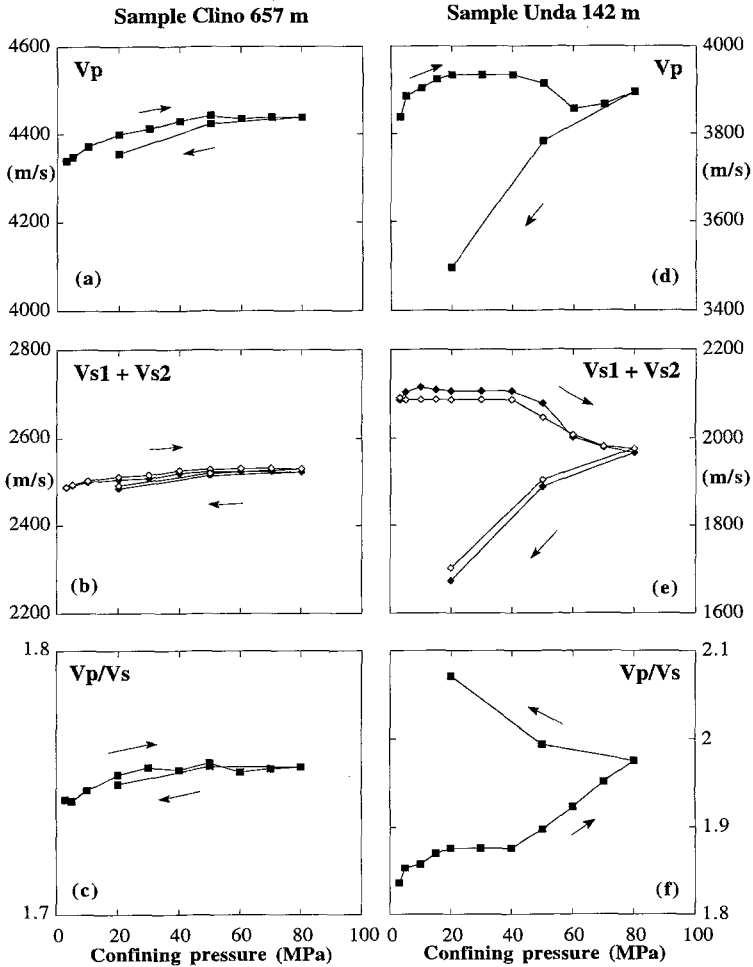 Sample Clino 657 m
Sample Unda 142 m
4600
Vp
4400
(m/s)
4200
(a)
4000
4000
Vp
3800
(m/s)
3600
(d)
3400
2800
Vs1 + Vs2
2600
(m/s)
2400
(b)
2200
2200
Vs1 + Vs2
2000
(m/s)
1800
(e)
1600
1.8
Vp/Vs
(c)
1.7
0 20 40 60 80 100
Confining pressure (MPa)
2.1
Vp/Vs
2
1.9
(f)
1.8
0 20 40 60 80 100
Confining pressure (MPa)